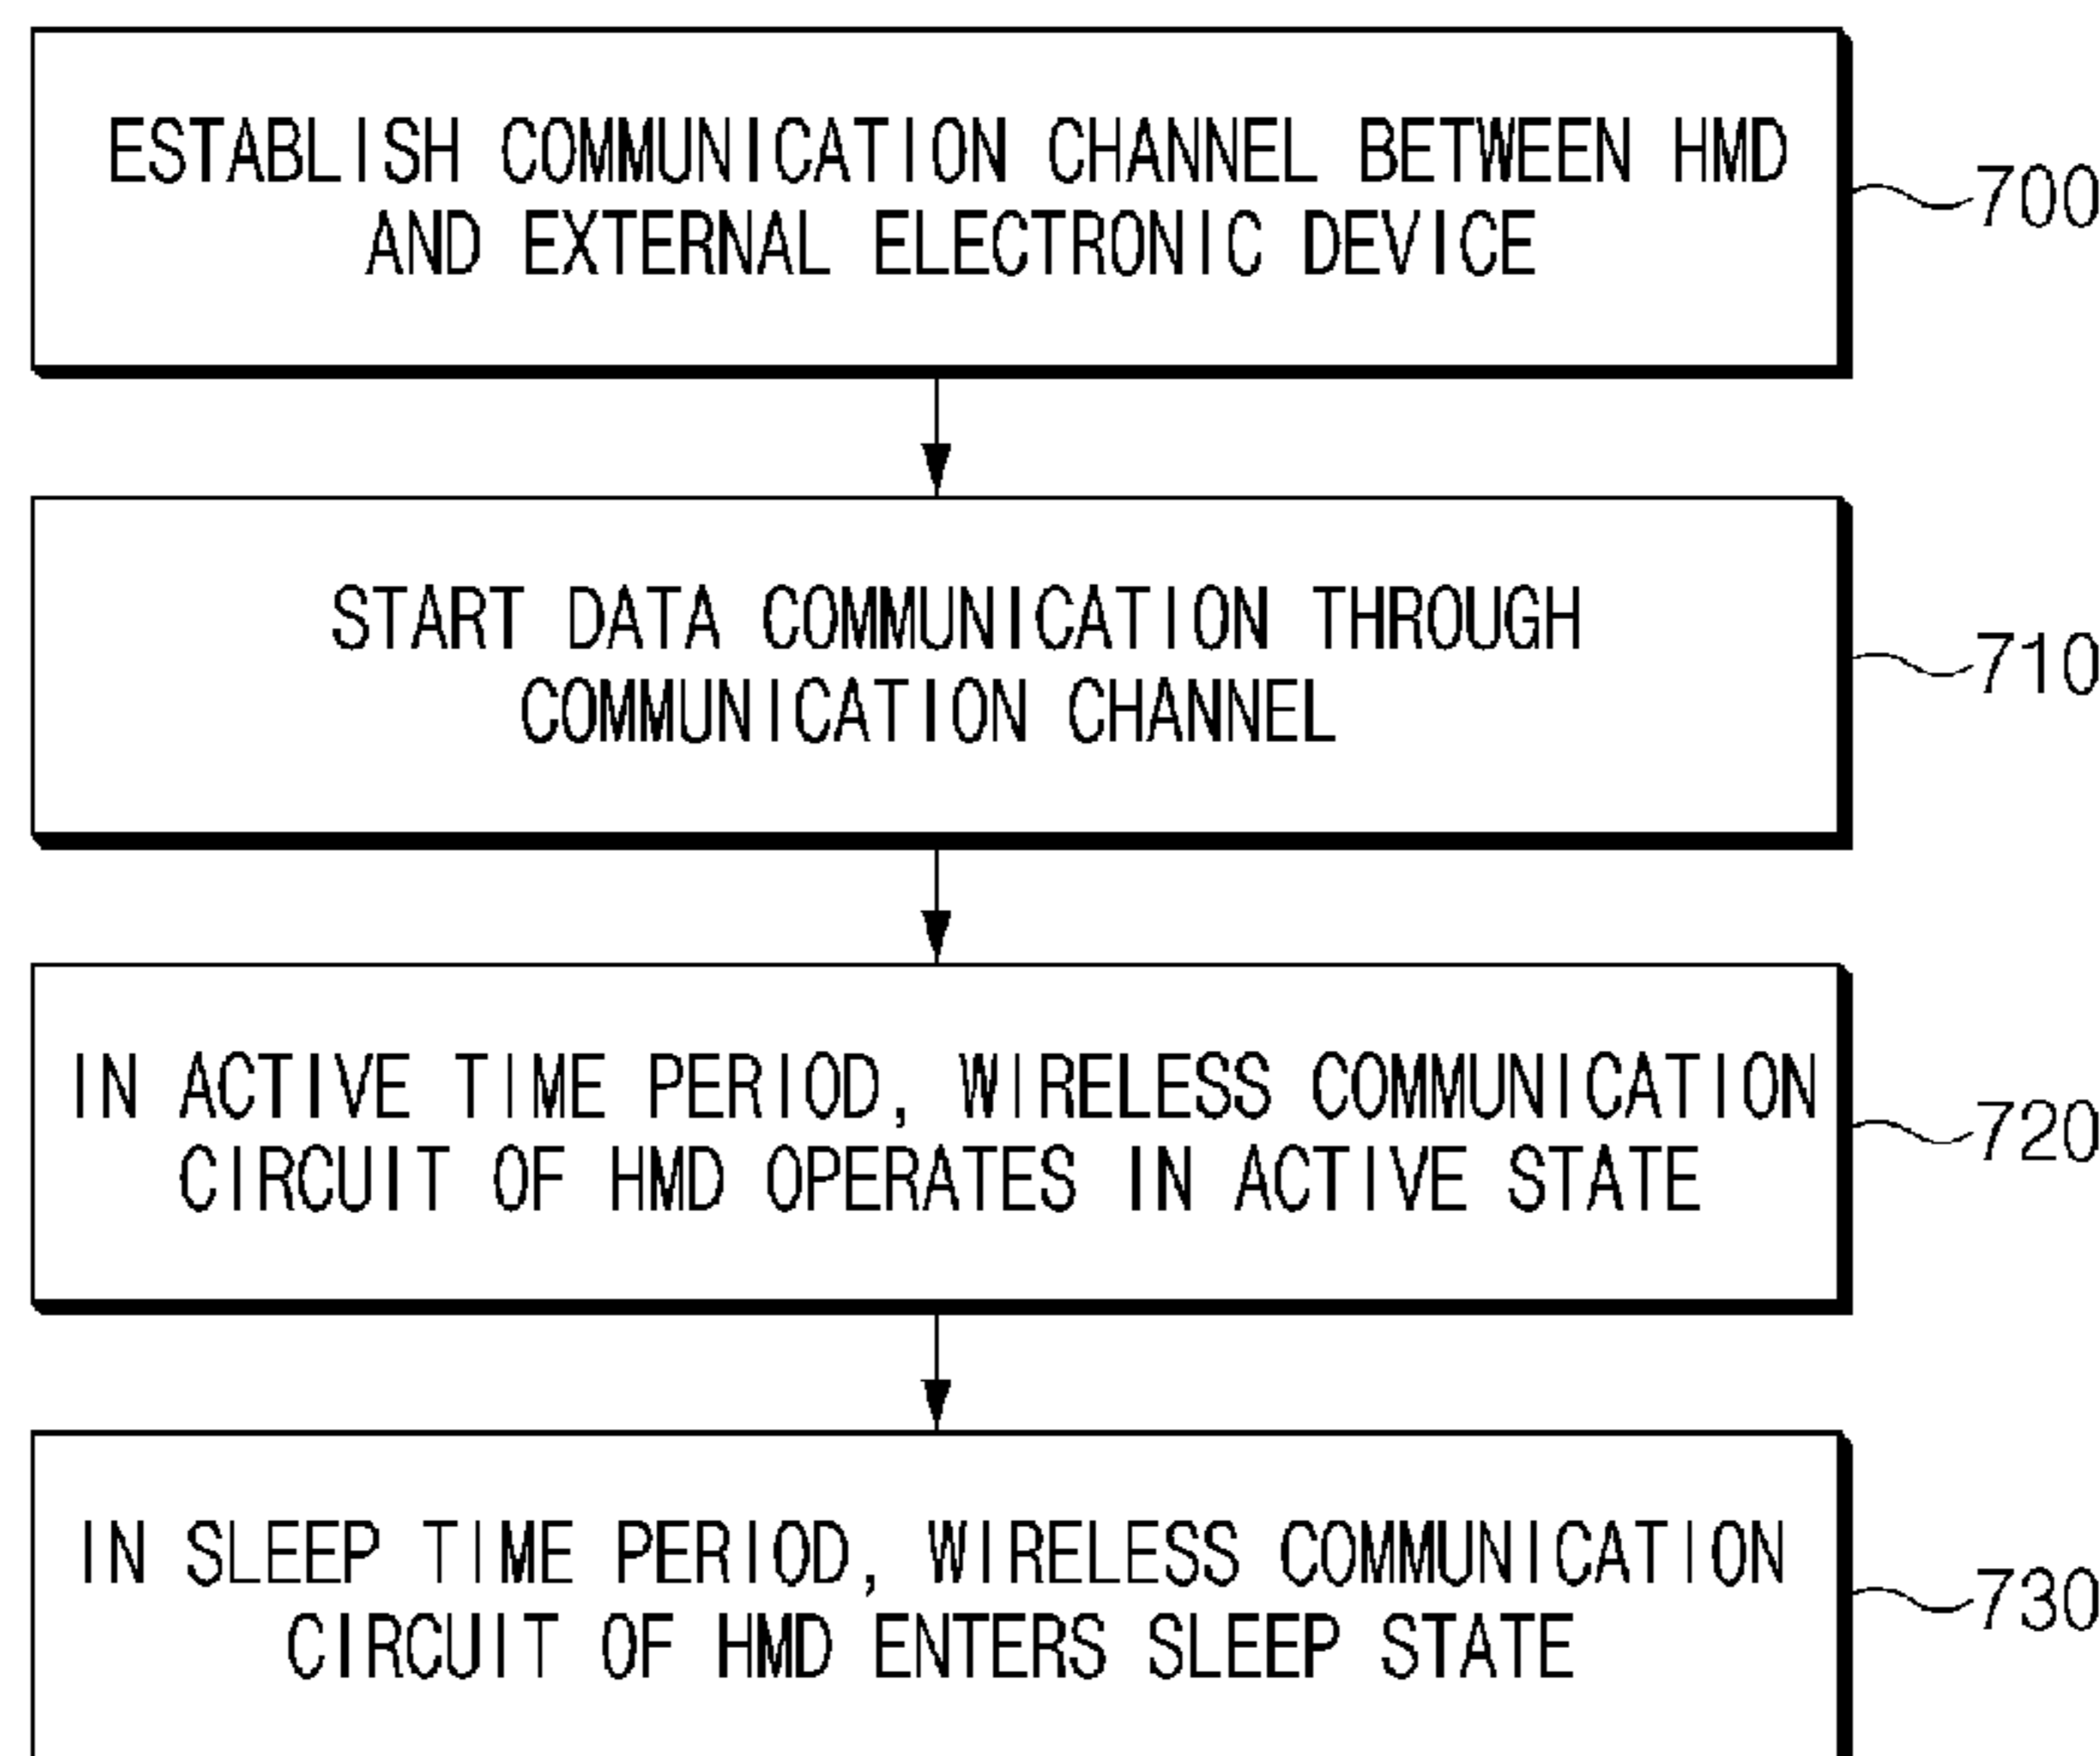 ESTABLISH COMMUNICATION CHANNEL BETWEEN HMD
AND EXTERNAL ELECTRONIC DEVICE
700
START DATA COMMUNICATION THROUGH
COMMUNICATION CHANNEL
710
IN ACTIVE TIME PERIOD, WIRELESS COMMUNICATION
CIRCUIT OF HMD OPERATES IN ACTIVE STATE
720
IN SLEEP TIME PERIOD, WIRELESS COMMUNICATION
CIRCUIT OF HMD ENTERS SLEEP STATE
730